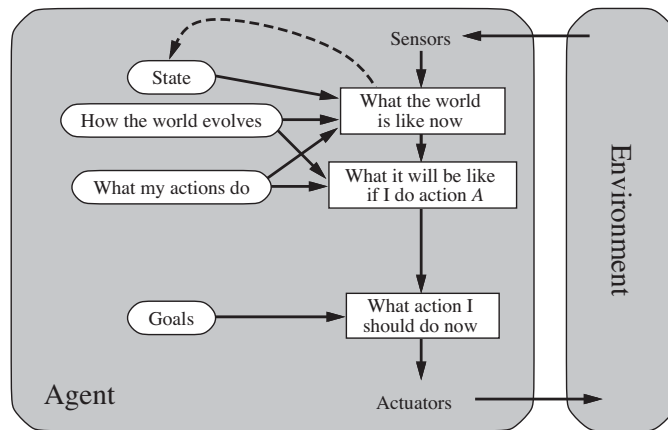 Sensors
State
What the world
is like now
How the world evolves
What it will be like
if I do action A
What my actions do
Environment
What action I
should do now
Goals
Agent
Actuators